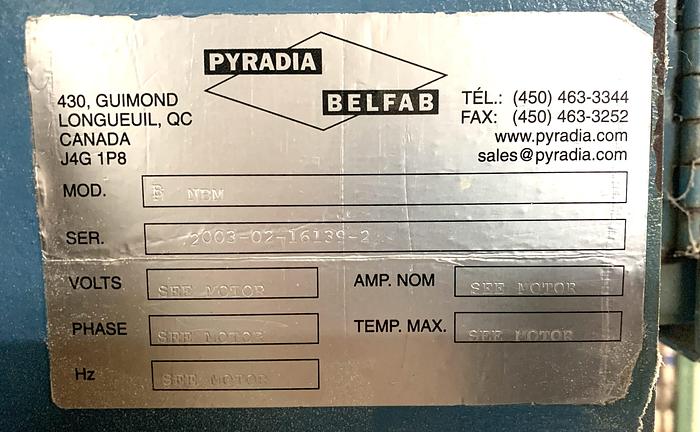 PYRADIA
BELFAB
430, GUIMOND
LONGUEUIL, QC
CANADA
J4G 1P8
TÉL.: (450) 463-3344
FAX: (450) 463-3252
www.pyradia.com
sales@pyradia.com
MOD. B NBM
SER. 2003-02-16139-2
VOLTS SEE MOTOR AMP. NOM SEE MOTOR
PHASE SEE MOTOR TEMP. MAX. SEE MOTOR
Hz SEE MOTOR